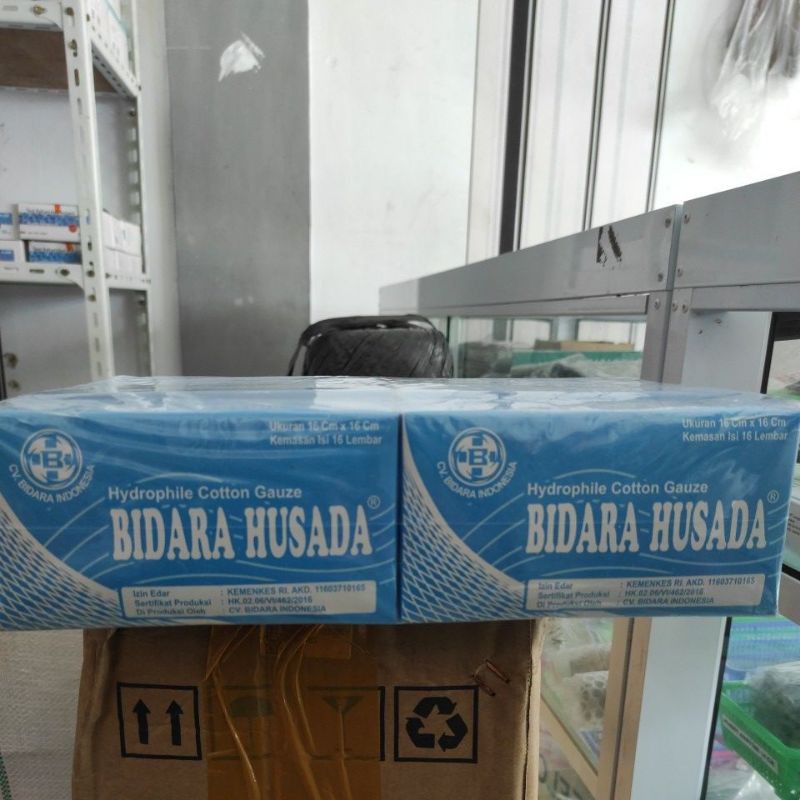 Ukuran 16 Cm x 16 Cm
Kemasan Isi 16 Lembar
B
CV. BIDARA INDONESIA
Hydrophile Cotton Gauze
BIDARA HUSADA®
Izin Edar : KEMENKES RI. AKD. 11603710165
Sertifikat Produksi : HK.02.06/VI/462/2016
Di Produksi Oleh : CV. BIDARA INDONESIA
Ukuran 16 Cm x 16 Cm
Kemasan Isi 16 Lembar
B
CV. BIDARA INDONESIA
Hydrophile Cotton Gauze
BIDARA HUSADA®
Izin Edar : KEMENKES RI. AKD. 11603710165
Sertifikat Produksi : HK.02.06/VI/462/2016
Di Produksi Oleh : CV. BIDARA INDONESIA